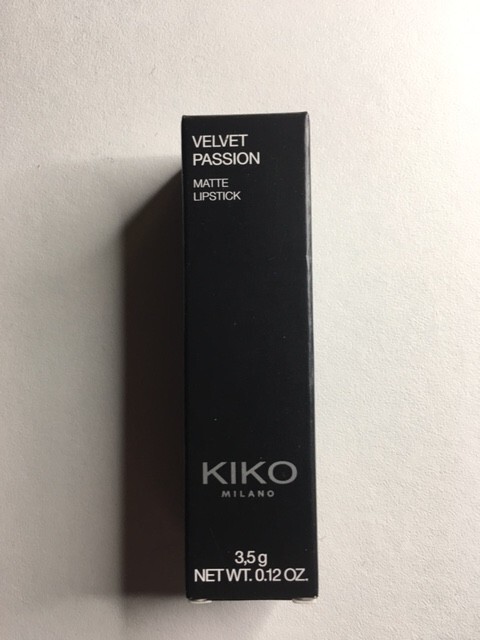 VELVET
PASSION
MATTE
LIPSTICK
KIKO
MILANO
3,5 g
NET WT. 0.12 OZ.